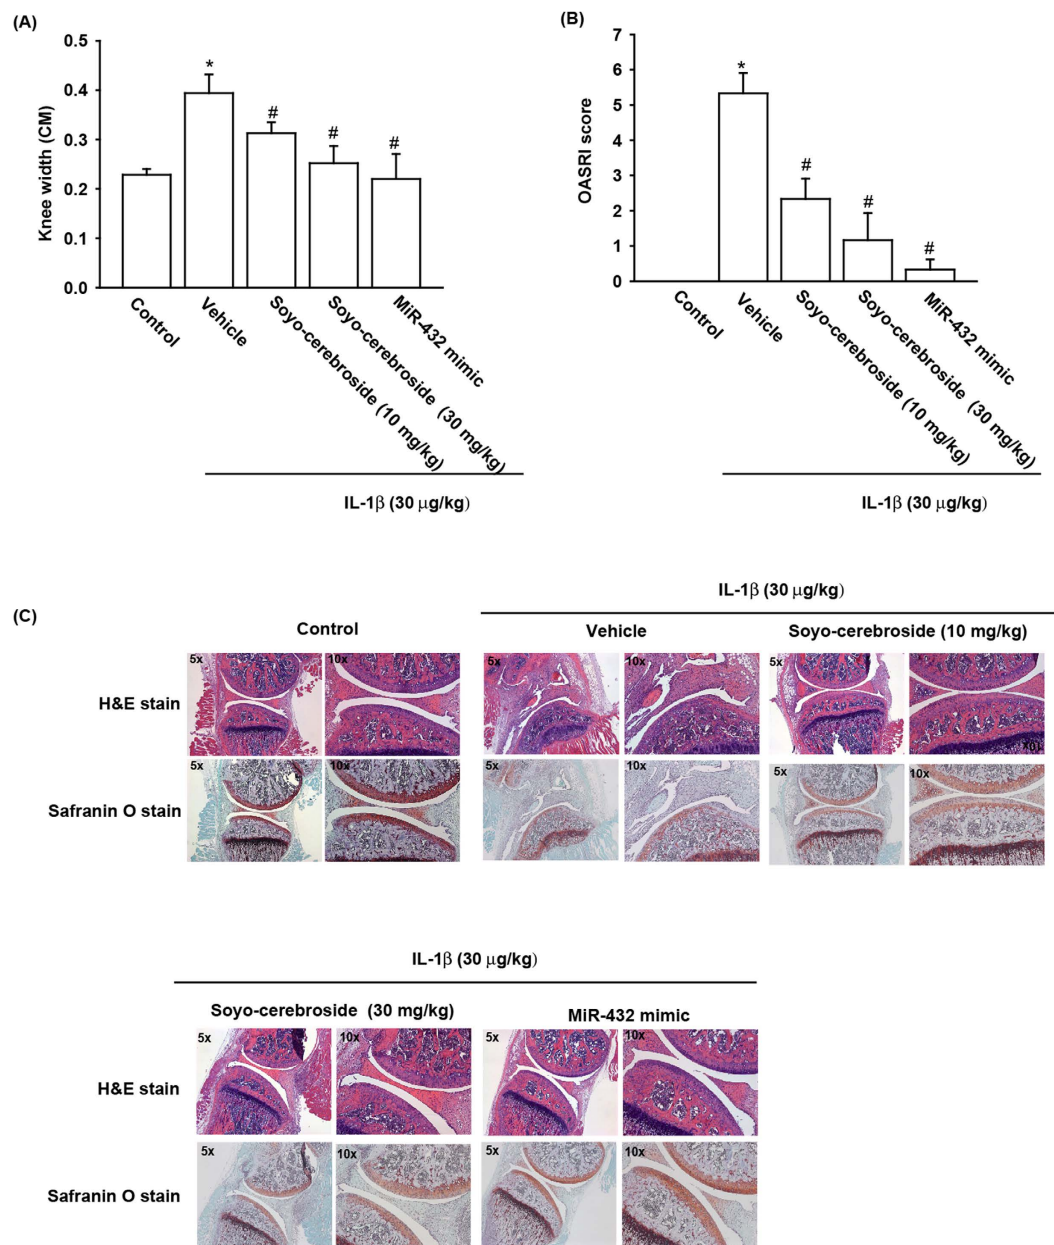 (A)
Knee width (CM)
0.5
0.4
0.3
0.2
0.1
0.0
*
#
#
#
Control
Vehicle
Soyo-cerebroside (10 mg/kg)
Soyo-cerebroside (30 mg/kg)
MiR-432 mimic
IL-1β (30 μg/kg)
(B)
OASRI score
7
6
5
4
3
2
1
0
*
#
#
#
Control
Vehicle
Soyo-cerebroside (10 mg/kg)
Soyo-cerebroside (30 mg/kg)
MiR-432 mimic
IL-1β (30 μg/kg)
(C)
IL-1β (30 μg/kg)
Control
Vehicle
Soyo-cerebroside (10 mg/kg)
H&E stain
5x
10x
5x
10x
5x
10x
Safranin O stain
5x
10x
5x
10x
5x
10x
IL-1β (30 μg/kg)
Soyo-cerebroside (30 mg/kg)
MiR-432 mimic
H&E stain
5x
10x
5x
10x
Safranin O stain
5x
10x
5x
10x